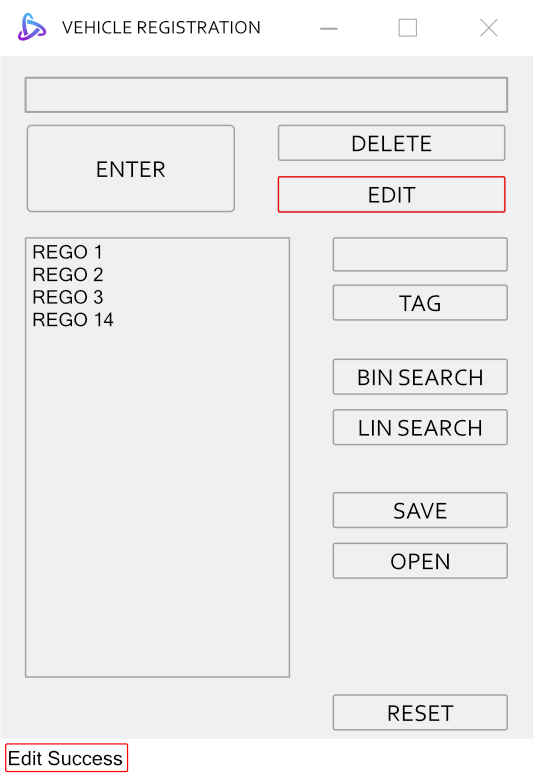 VEHICLE REGISTRATION
ENTER
DELETE
EDIT
REGO 1
REGO 2
REGO 3
REGO 14
TAG
BIN SEARCH
LIN SEARCH
SAVE
OPEN
RESET
Edit Success